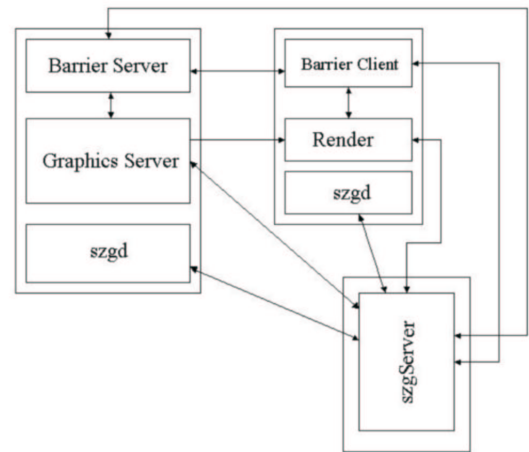 Barrier Server
Graphics Server
szgd
Barrier Client
Render
szgd
szgServer